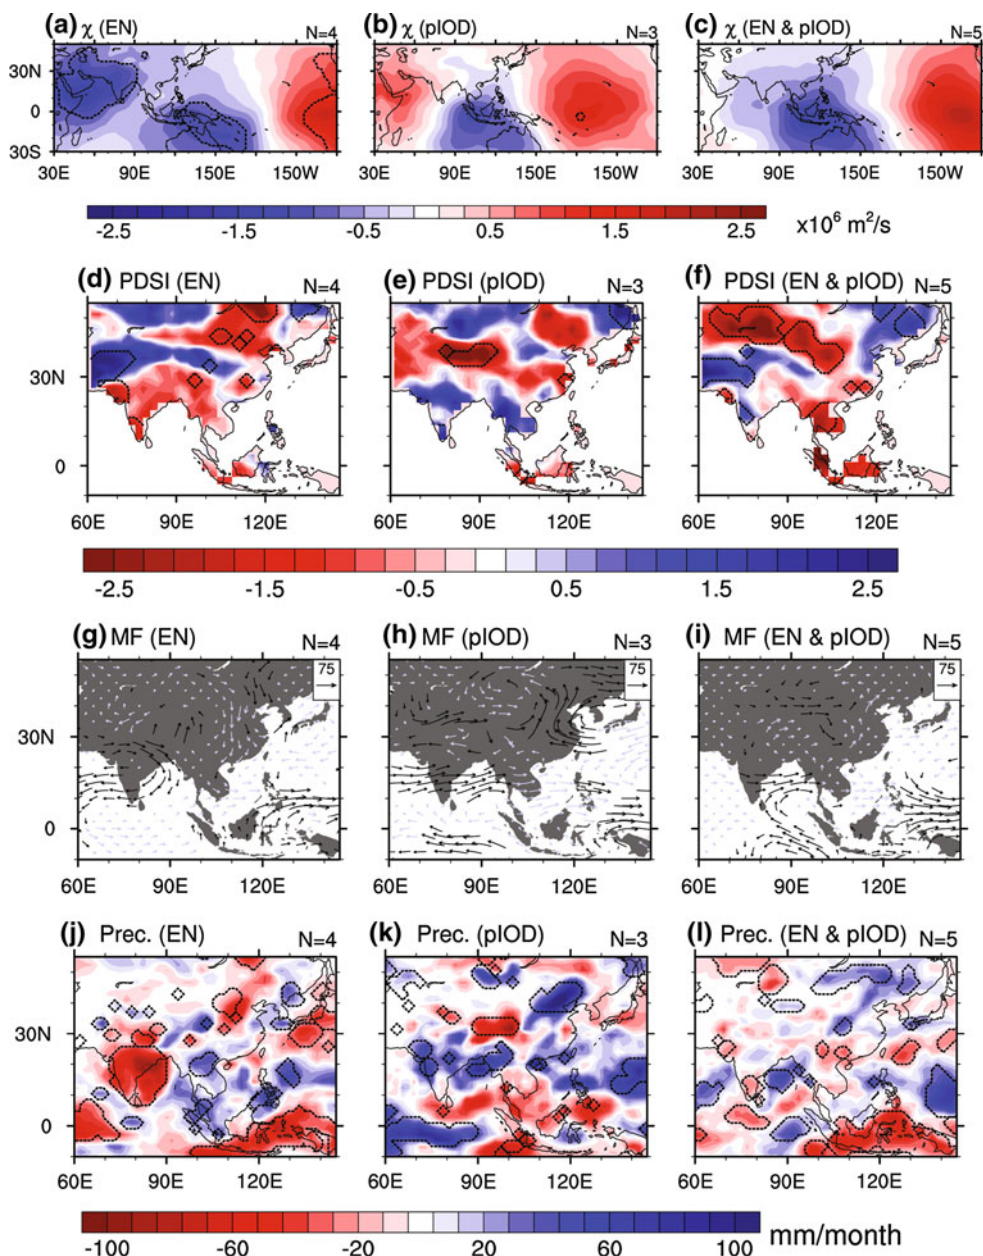 (a) χ (EN) N=4 (b) χ (pIOD) N=3 (c) χ (EN & pIOD) N=5
30N
0
30S
30E 90E 150E 150W 30E 90E 150E 150W 30E 90E 150E 150W
-2.5 -1.5 -0.5 0.5 1.5 2.5 x10⁶ m²/s
(d) PDSI (EN) N=4 (e) PDSI (pIOD) N=3 (f) PDSI (EN & pIOD) N=5
30N
0
60E 90E 120E 60E 90E 120E 60E 90E 120E
-2.5 -1.5 -0.5 0.5 1.5 2.5
(g) MF (EN) N=4 (h) MF (pIOD) N=3 (i) MF (EN & pIOD) N=5
75 75 75
30N
0
60E 90E 120E 60E 90E 120E 60E 90E 120E
(j) Prec. (EN) N=4 (k) Prec. (pIOD) N=3 (l) Prec. (EN & pIOD) N=5
30N
0
60E 90E 120E 60E 90E 120E 60E 90E 120E
-100 -60 -20 20 60 100 mm/month